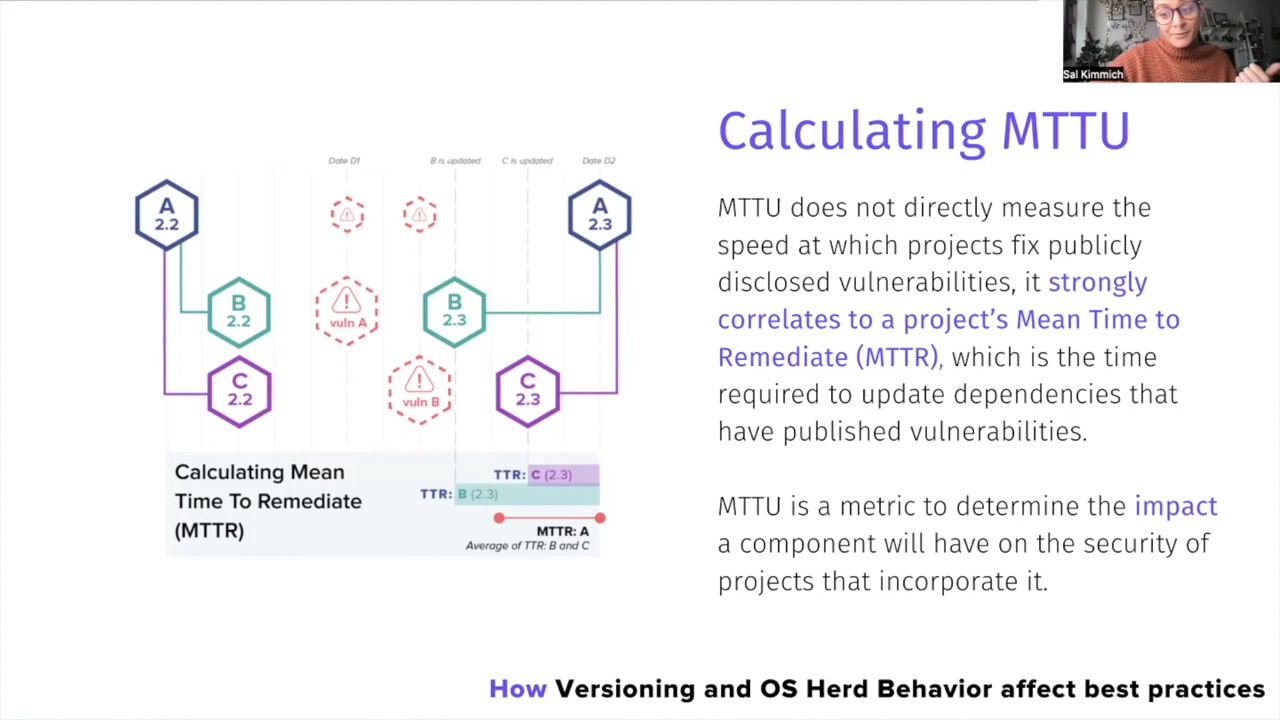 Sal Kimmich
Calculating MTTU
MTTU does not directly measure the
speed at which projects fix publicly
disclosed vulnerabilities, it strongly
correlates to a project's Mean Time to
Remediate (MTTR), which is the time
required to update dependencies that
have published vulnerabilities.
MTTU is a metric to determine the impact
a component will have on the security of
projects that incorporate it.
Date D1
B is updated
C is updated
Date D2
A
2.2
A
2.3
B
2.2
vuln A
B
2.3
C
2.2
vuln B
C
2.3
Calculating Mean
Time To Remediate
(MTTR)
TTR: C (2.3)
TTR: B (2.3)
MTTR: A
Average of TTR: B and C
How Versioning and OS Herd Behavior affect best practices